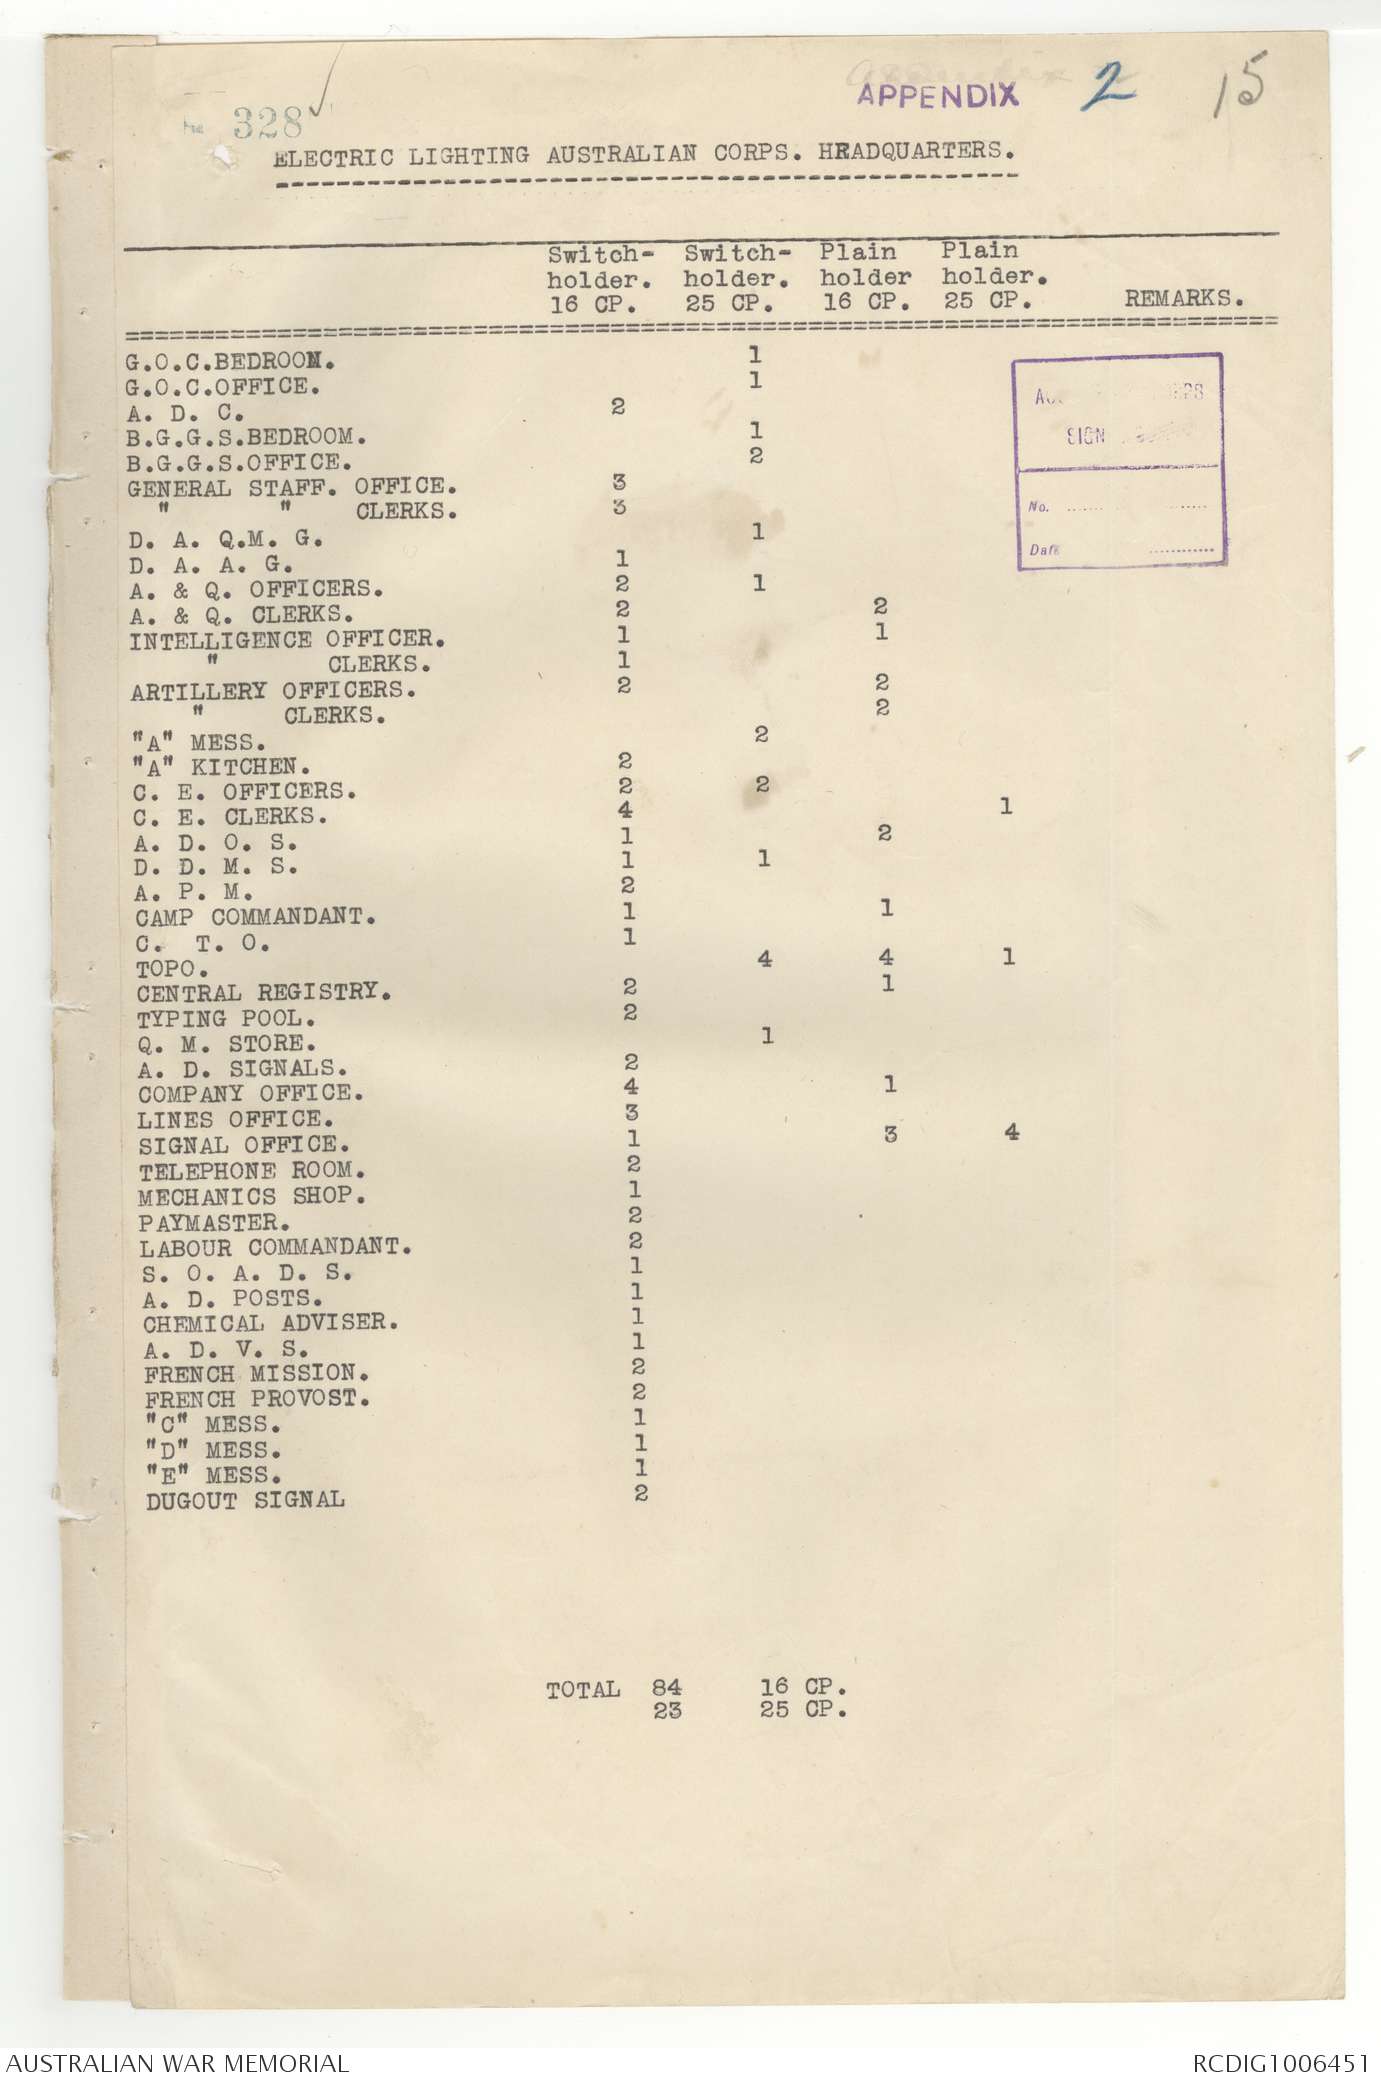 328
APPENDIX 2 15
ELECTRIC LIGHTING AUSTRALIAN CORPS. HEADQUARTERS.
Switch- Switch- Plain Plain
holder. holder. holder holder.
16 CP. 25 CP. 16 CP. 25 CP. REMARKS.
G.O.C.BEDROOM. 1
G.O.C.OFFICE. 1
A. D. C. 2
B.G.G.S.BEDROOM. 1
B.G.G.S.OFFICE. 2
GENERAL STAFF. OFFICE. 3
" " CLERKS. 3
D. A. Q.M. G. 1
D. A. A. G. 1
A. & Q. OFFICERS. 2 1
A. & Q. CLERKS. 2 2
INTELLIGENCE OFFICER. 1 1
" CLERKS. 1
ARTILLERY OFFICERS. 2 2
" CLERKS. 2
"A" MESS. 2
"A" KITCHEN. 2
C. E. OFFICERS. 2 2
C. E. CLERKS. 4 1
A. D. O. S. 1 2
D. D. M. S. 1 1
A. P. M. 2
CAMP COMMANDANT. 1 1
C. T. O. 1
TOPO. 4 4 1
CENTRAL REGISTRY. 2 1
TYPING POOL. 2
Q. M. STORE. 1
A. D. SIGNALS. 2
COMPANY OFFICE. 4 1
LINES OFFICE. 3
SIGNAL OFFICE. 1 3 4
TELEPHONE ROOM. 2
MECHANICS SHOP. 1
PAYMASTER. 2
LABOUR COMMANDANT. 2
S. O. A. D. S. 1
A. D. POSTS. 1
CHEMICAL ADVISER. 1
A. D. V. S. 1
FRENCH MISSION. 2
FRENCH PROVOST. 2
"C" MESS. 1
"D" MESS. 1
"E" MESS. 1
DUGOUT SIGNAL 2
SIGN
No.
Date
TOTAL 84 16 CP.
23 25 CP.
AUSTRALIAN WAR MEMORIAL RCDIG1006451